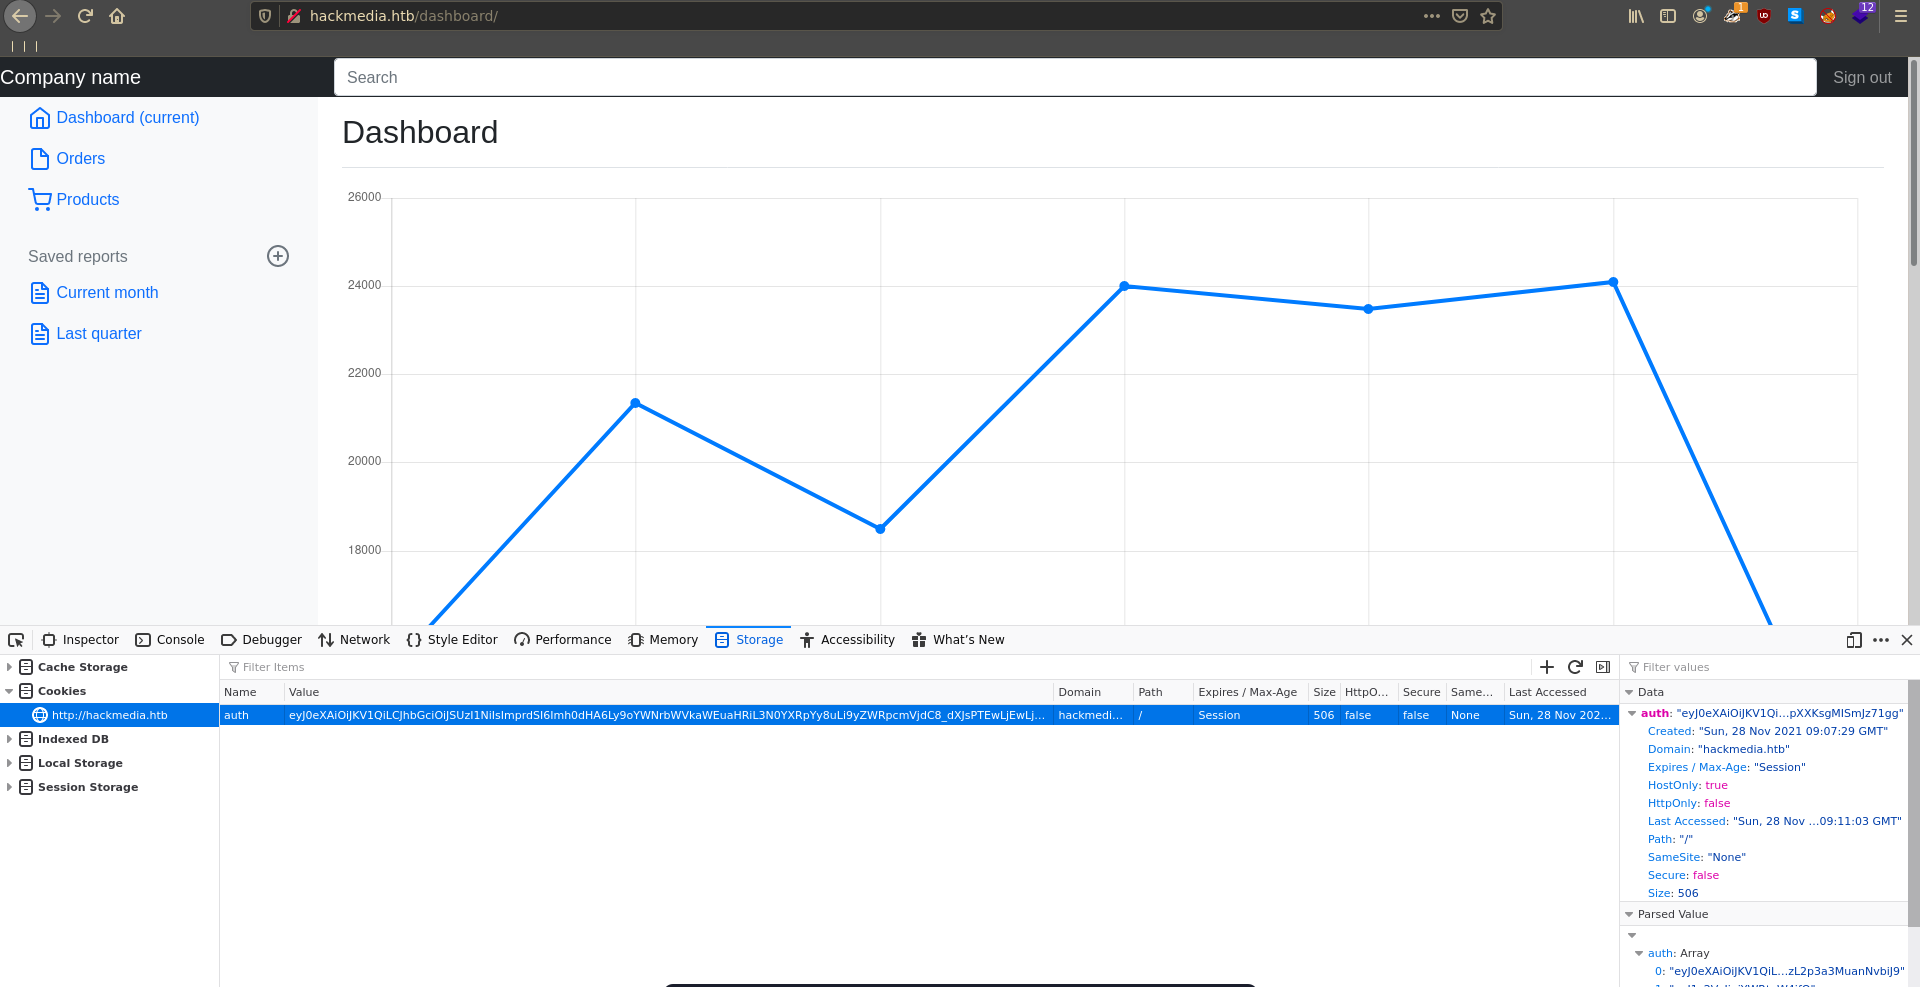 hackmedia.htb/dashboard/
1
12
Company name
Search
Sign out
Dashboard (current)
Orders
Products
Saved reports
Current month
Last quarter
Dashboard
26000
24000
22000
20000
18000
Inspector
Console
Debugger
Network
Style Editor
Performance
Memory
Storage
Accessibility
What's New
Cache Storage
Cookies
http://hackmedia.htb
Indexed DB
Local Storage
Session Storage
Filter Items
Name Value Domain Path Expires / Max-Age Size HttpO... Secure Same... Last Accessed
auth hackmedi... / Session 506 false false None Sun, 28 Nov 202...
Filter values
Data
auth: "eyJ0eXAiOiJKV1Qi...pXXKsgMISmJz71gg"
Created: "Sun, 28 Nov 2021 09:07:29 GMT"
Domain: "hackmedia.htb"
Expires / Max-Age: "Session"
HostOnly: true
HttpOnly: false
Last Accessed: "Sun, 28 Nov ...09:11:03 GMT"
Path: "/"
SameSite: "None"
Secure: false
Size: 506
Parsed Value
auth: Array
0: "eyJ0eXAiOiJKV1QiL...zL2p3a3MuanNvbiJ9"